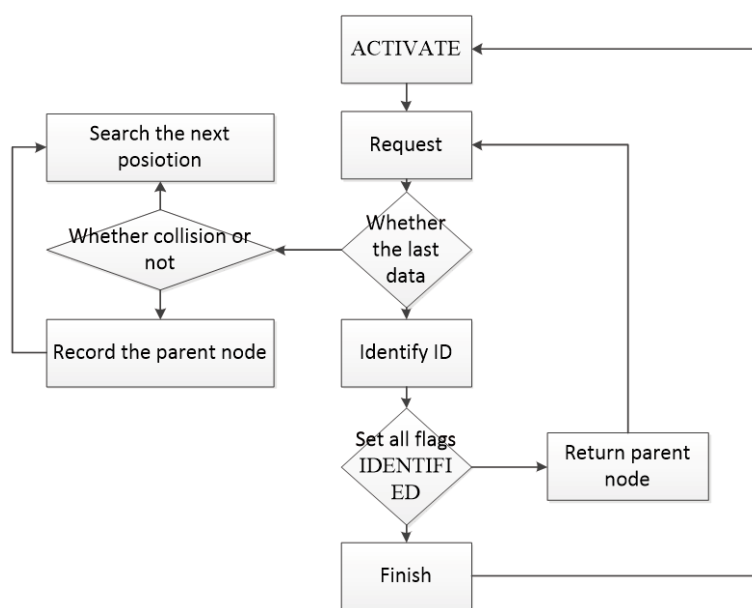 ACTIVATE
Search the next
posiotion
Request
Whether collision or
not
Whether
the last
data
Record the parent node
Identify ID
Set all flags
IDENTIFI
ED
Return parent
node
Finish